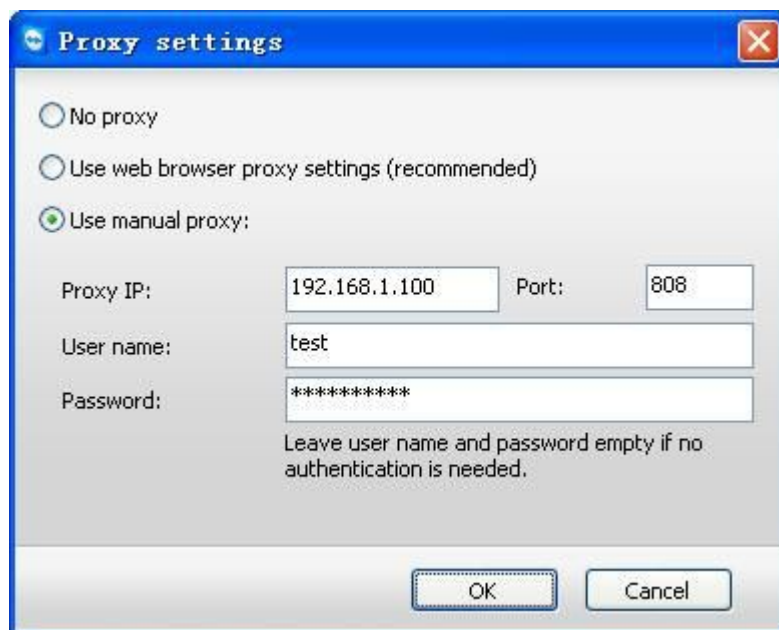 Proxy settings
No proxy
Use web browser proxy settings (recommended)
Use manual proxy:
Proxy IP: 192.168.1.100 Port: 808
User name: test
Password: **********
Leave user name and password empty if no
authentication is needed.
OK Cancel